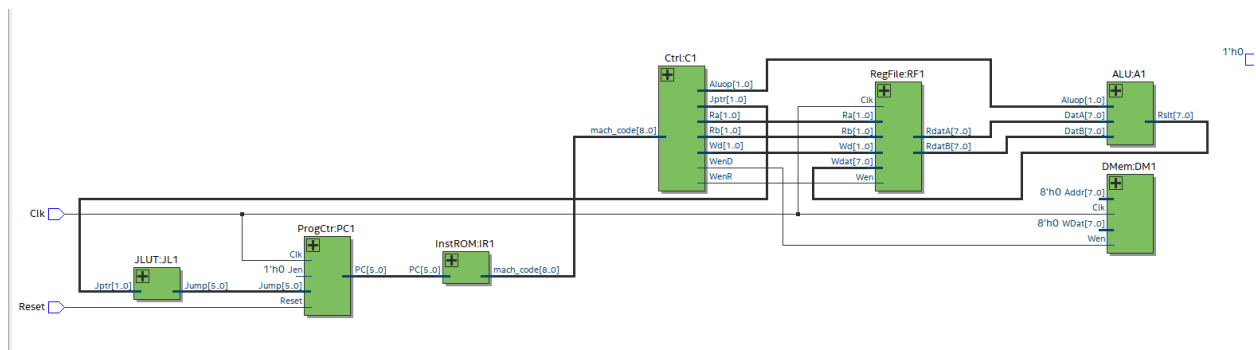 1'h0
Ctrl:C1
Aluop[1..0]
Jptr[1..0]
mach_code[8..0]
Ra[1..0]
Rb[1..0]
Wd[1..0]
WenD
WenR
RegFile:RF1
Clk
Ra[1..0]
Rb[1..0]
RdatA[7..0]
Wd[1..0]
RdatB[7..0]
Wdat[7..0]
Wen
ALU:A1
Aluop[1..0]
DatA[7..0]
Rslt[7..0]
DatB[7..0]
DMem:DM1
8'h0 Addr[7..0]
Clk
8'h0 WDat[7..0]
Wen
Clk
ProgCtr:PC1
Clk
1'h0 Jen
PC[5..0]
Jump[5..0]
Reset
InstROM:IR1
PC[5..0]
mach_code[8..0]
JLUT:JL1
Jptr[1..0]
Jump[5..0]
Reset